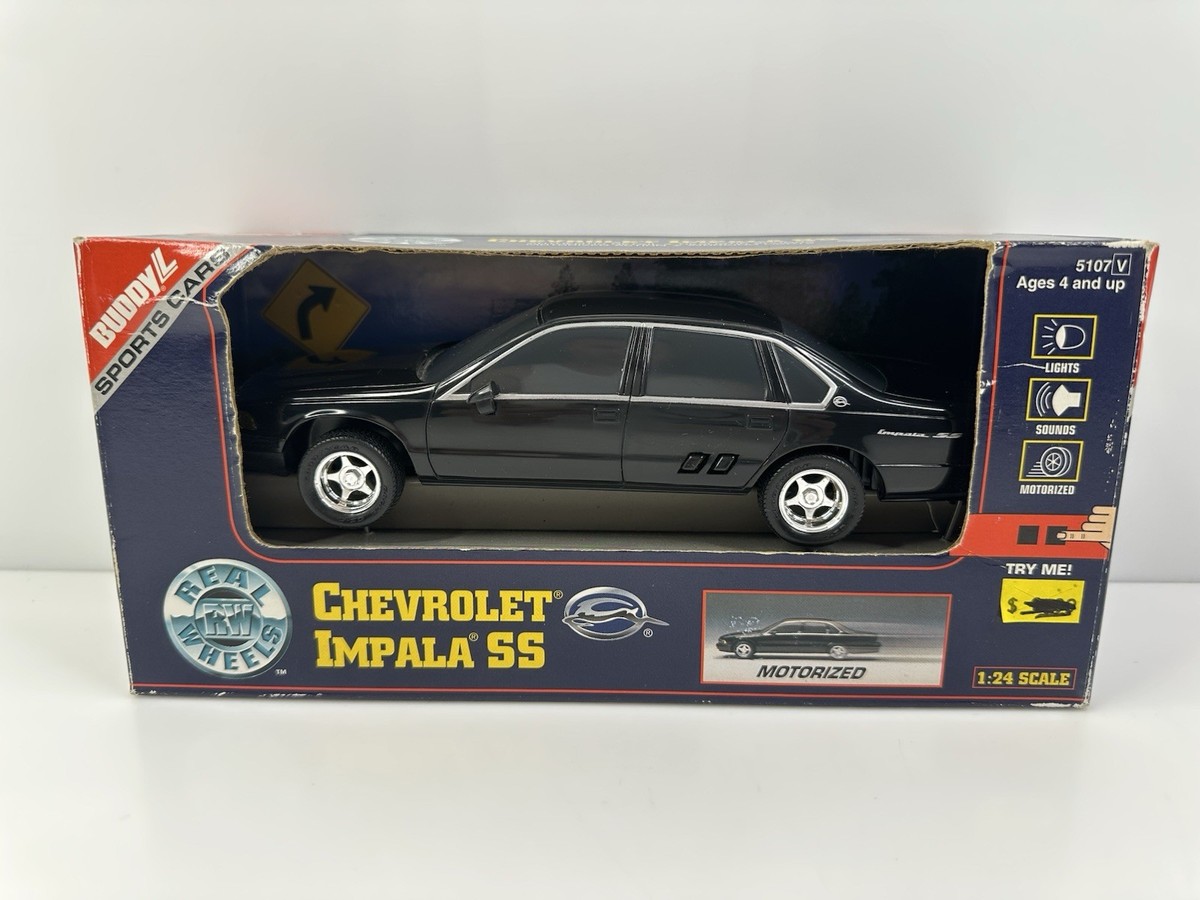 BUDDY L
SPORTS CARS
5107 V
Ages 4 and up
LIGHTS
SOUNDS
MOTORIZED
TRY ME!
$
Impala SS
REAL
RW
WHEELS
TM
CHEVROLET®
IMPALA® SS
®
MOTORIZED
1:24 SCALE